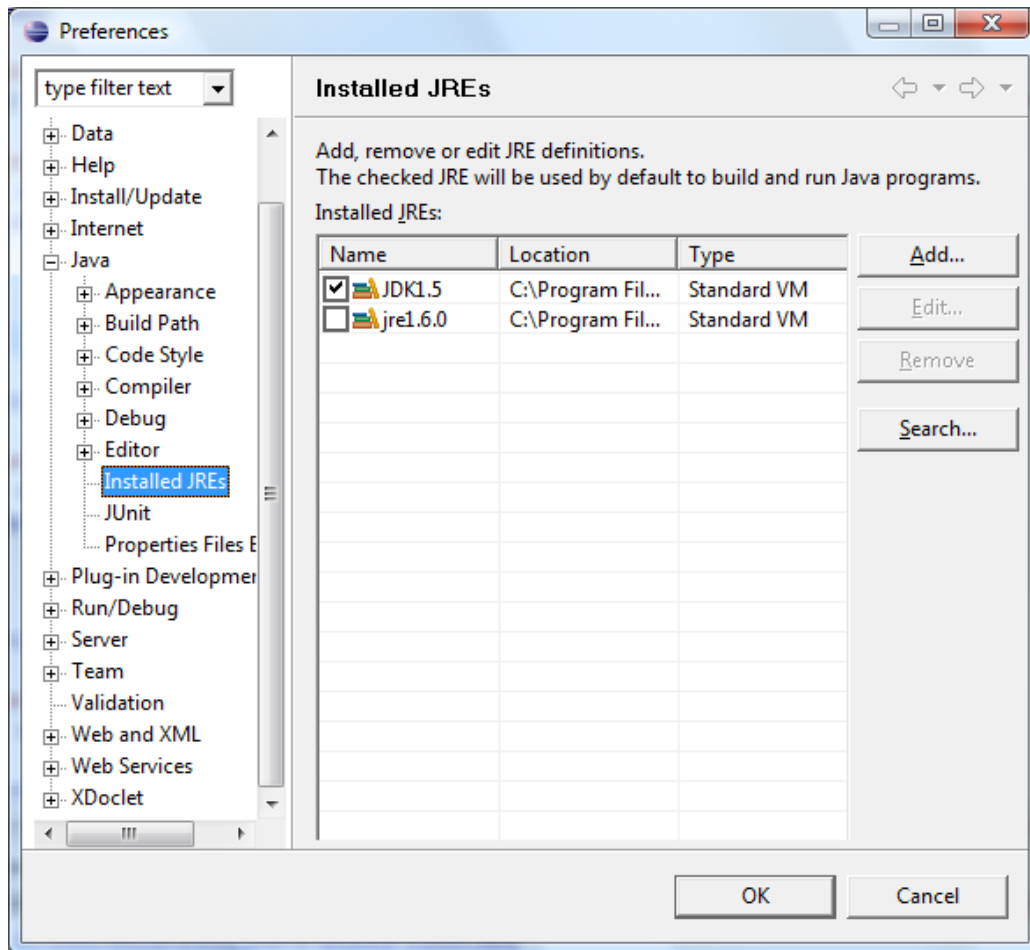 Preferences
type filter text
Data
Help
Install/Update
Internet
Java
Appearance
Build Path
Code Style
Compiler
Debug
Editor
Installed JREs
JUnit
Properties Files E
Plug-in Developmer
Run/Debug
Server
Team
Validation
Web and XML
Web Services
XDoclet
Installed JREs
Add, remove or edit JRE definitions.
The checked JRE will be used by default to build and run Java programs.
Installed JREs:
Name Location Type
JDK1.5 C:\Program Fil... Standard VM
jre1.6.0 C:\Program Fil... Standard VM
Add...
Edit...
Remove
Search...
OK Cancel